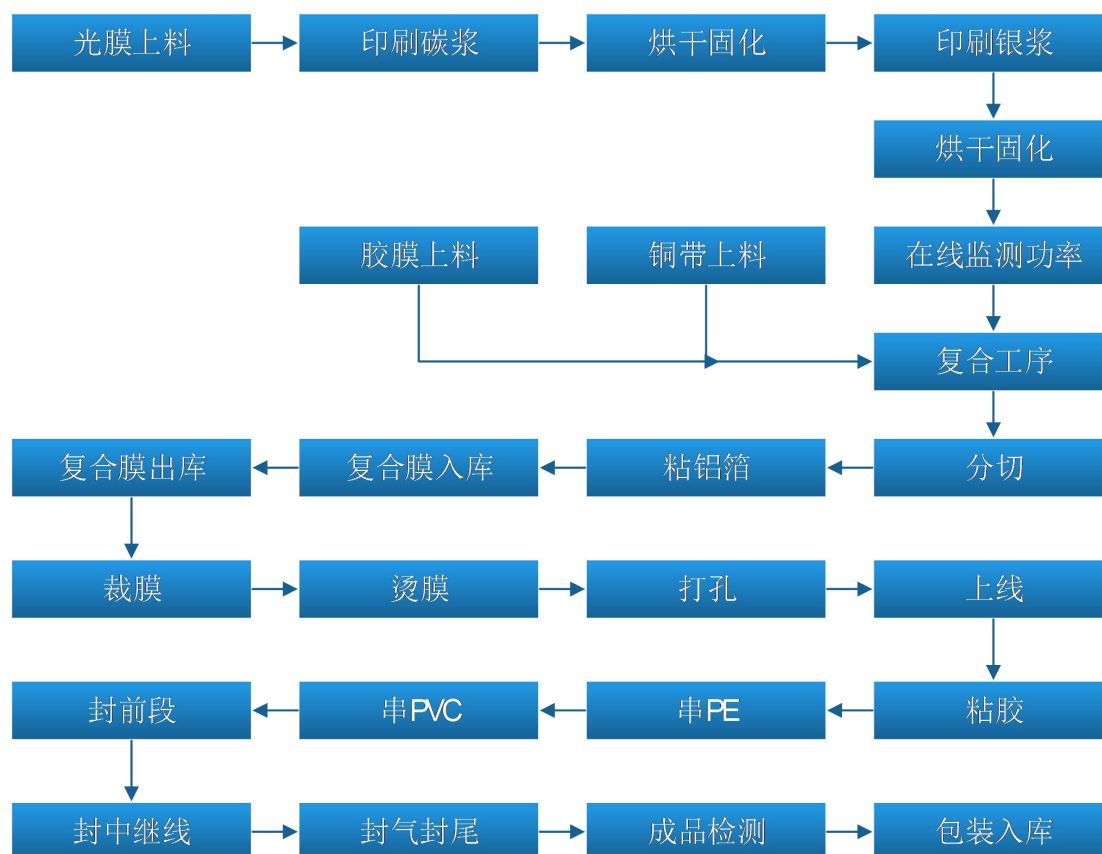 光膜上料
印刷碳浆
烘干固化
印刷银浆
烘干固化
胶膜上料
铜带上料
在线监测功率
复合工序
复合膜出库
复合膜入库
粘铝箔
分切
裁膜
烫膜
打孔
上线
封前段
串PVC
串PE
粘胶
封中继线
封气封尾
成品检测
包装入库